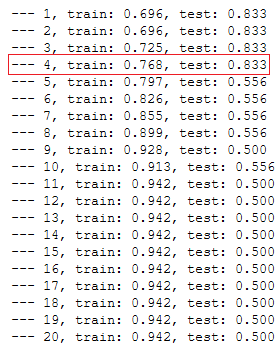 --- 1, train: 0.696, test: 0.833
--- 2, train: 0.696, test: 0.833
--- 3, train: 0.725, test: 0.833
--- 4, train: 0.768, test: 0.833
--- 5, train: 0.797, test: 0.556
--- 6, train: 0.826, test: 0.556
--- 7, train: 0.855, test: 0.556
--- 8, train: 0.899, test: 0.556
--- 9, train: 0.928, test: 0.500
--- 10, train: 0.913, test: 0.556
--- 11, train: 0.942, test: 0.500
--- 12, train: 0.942, test: 0.500
--- 13, train: 0.942, test: 0.500
--- 14, train: 0.942, test: 0.500
--- 15, train: 0.942, test: 0.500
--- 16, train: 0.942, test: 0.500
--- 17, train: 0.942, test: 0.500
--- 18, train: 0.942, test: 0.500
--- 19, train: 0.942, test: 0.500
--- 20, train: 0.942, test: 0.500